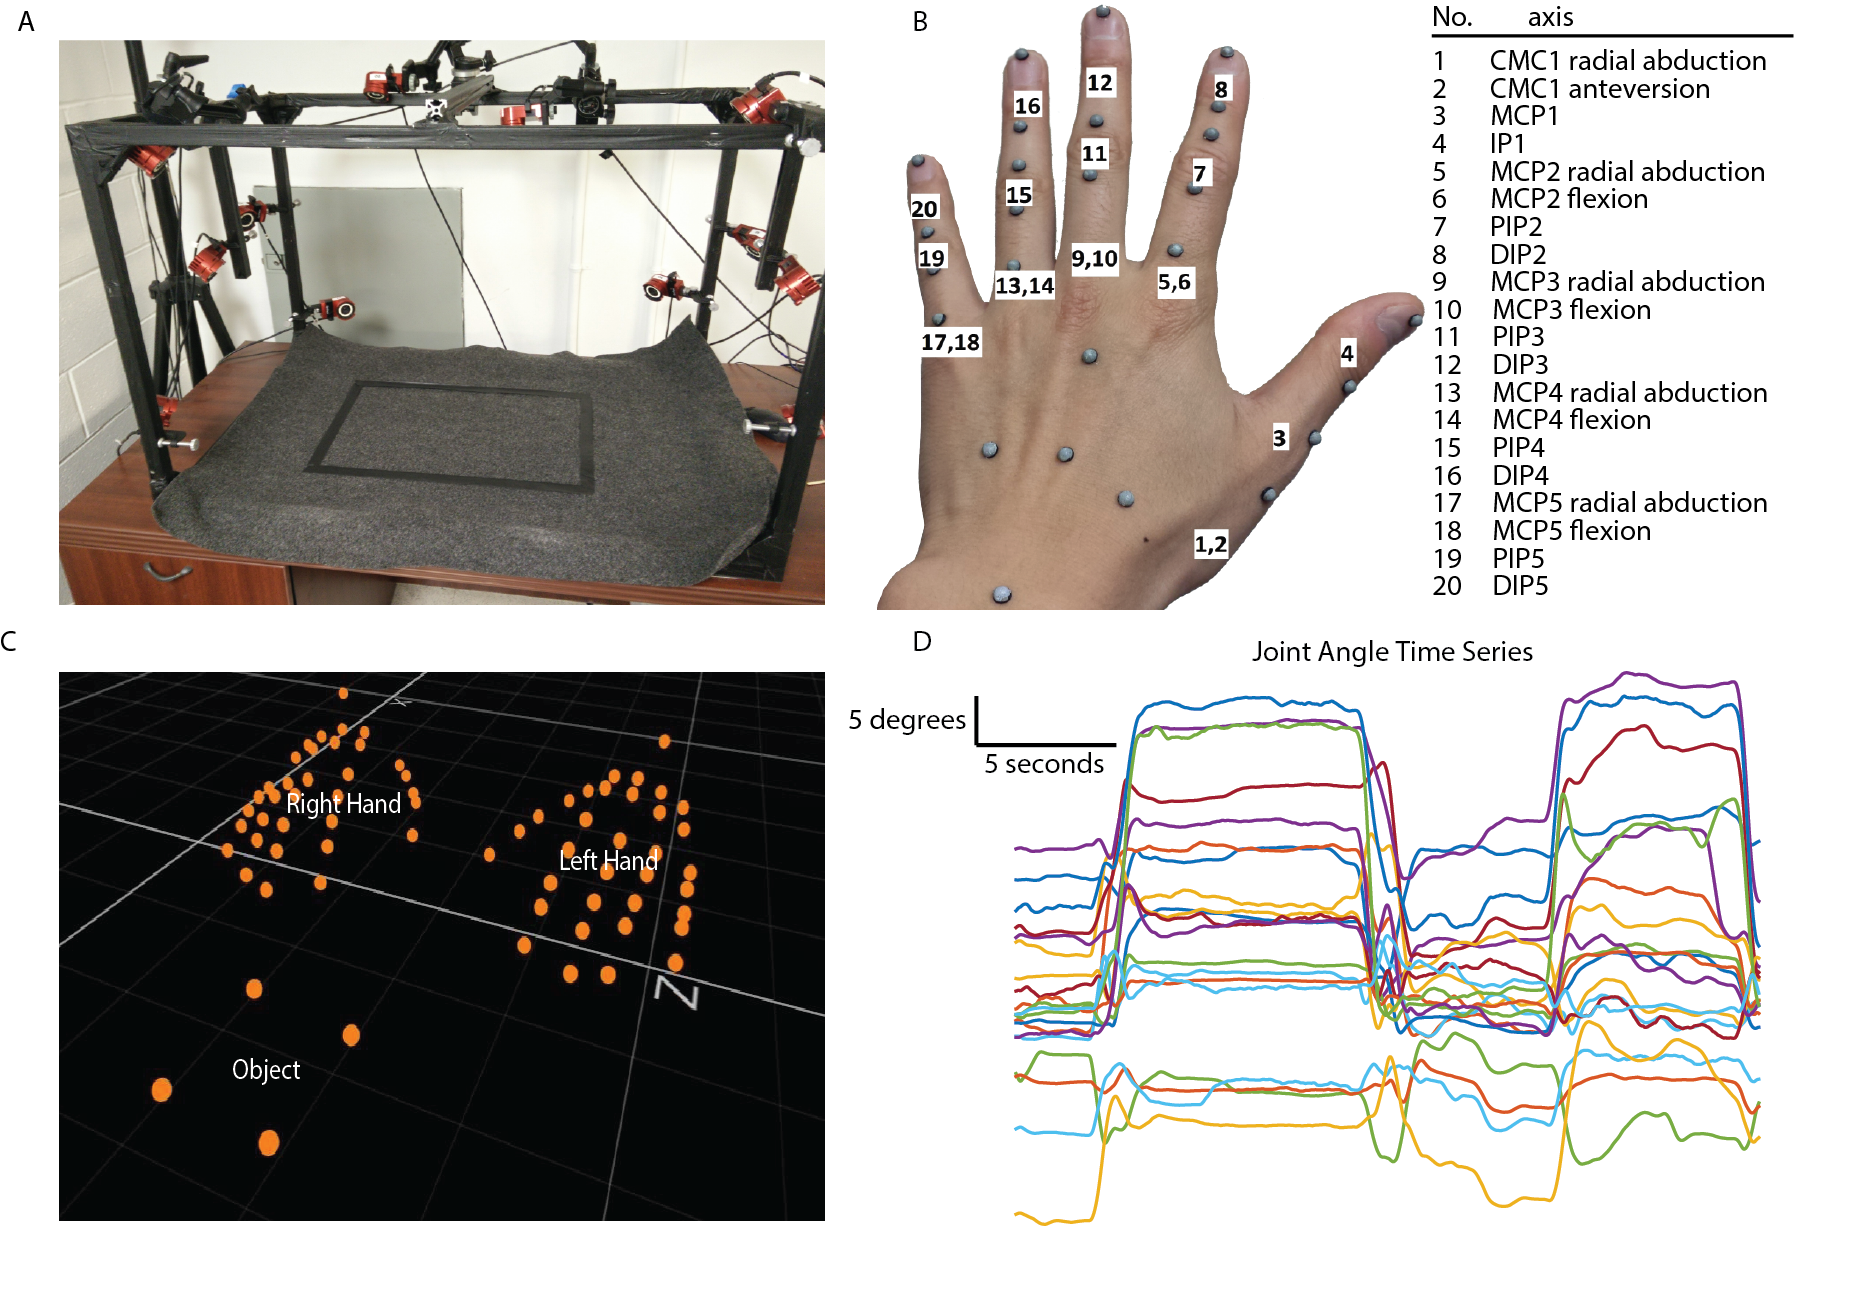 A
B
No. axis
1 CMC1 radial abduction
2 CMC1 anteversion
3 MCP1
4 IP1
5 MCP2 radial abduction
6 MCP2 flexion
7 PIP2
8 DIP2
9 MCP3 radial abduction
10 MCP3 flexion
11 PIP3
12 DIP3
13 MCP4 radial abduction
14 MCP4 flexion
15 PIP4
16 DIP4
17 MCP5 radial abduction
18 MCP5 flexion
19 PIP5
20 DIP5
12
8
16
11
7
15
20
19
9,10
13,14
5,6
17,18
4
3
1,2
C
X
Right Hand
Left Hand
Z
Object
D
Joint Angle Time Series
5 degrees
5 seconds